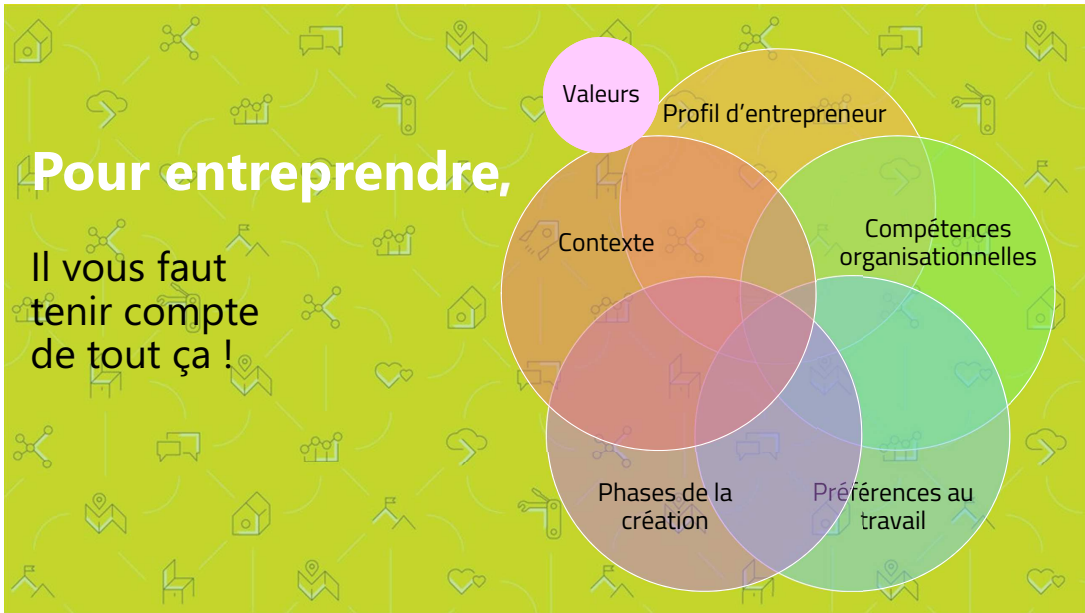 Pour entreprendre,
Il vous faut
tenir compte
de tout ça !
Valeurs
Profil d’entrepreneur
Contexte
Compétences
organisationnelles
Phases de la
création
Préférences au
travail